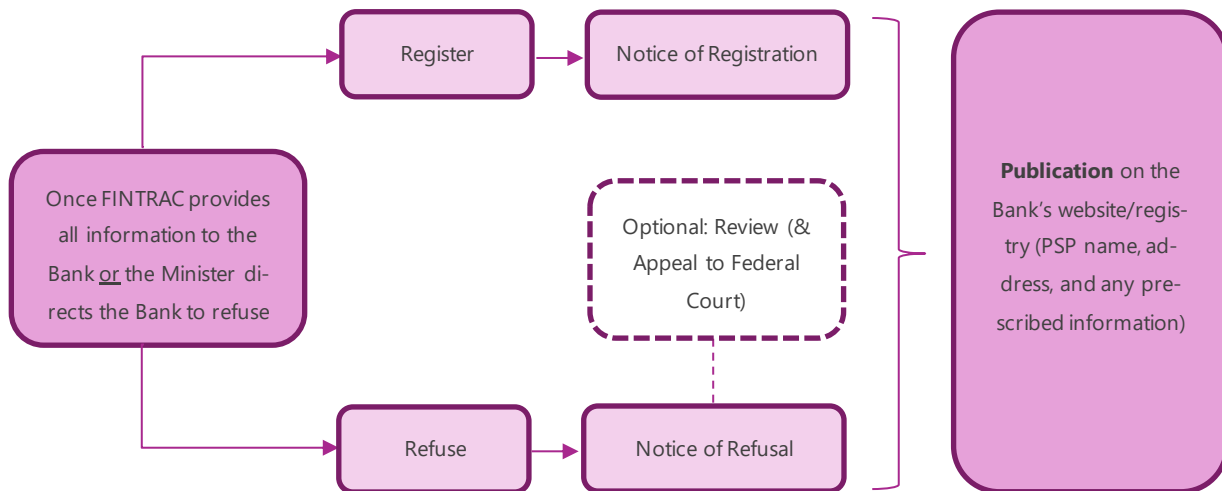 Register
Notice of Registration
Once FINTRAC provides
all information to the
Bank or the Minister di-
rects the Bank to refuse
Optional: Review (&
Appeal to Federal
Court)
Publication on the
Bank's website/regis-
try (PSP name, ad-
dress, and any pre-
scribed information)
Refuse
Notice of Refusal